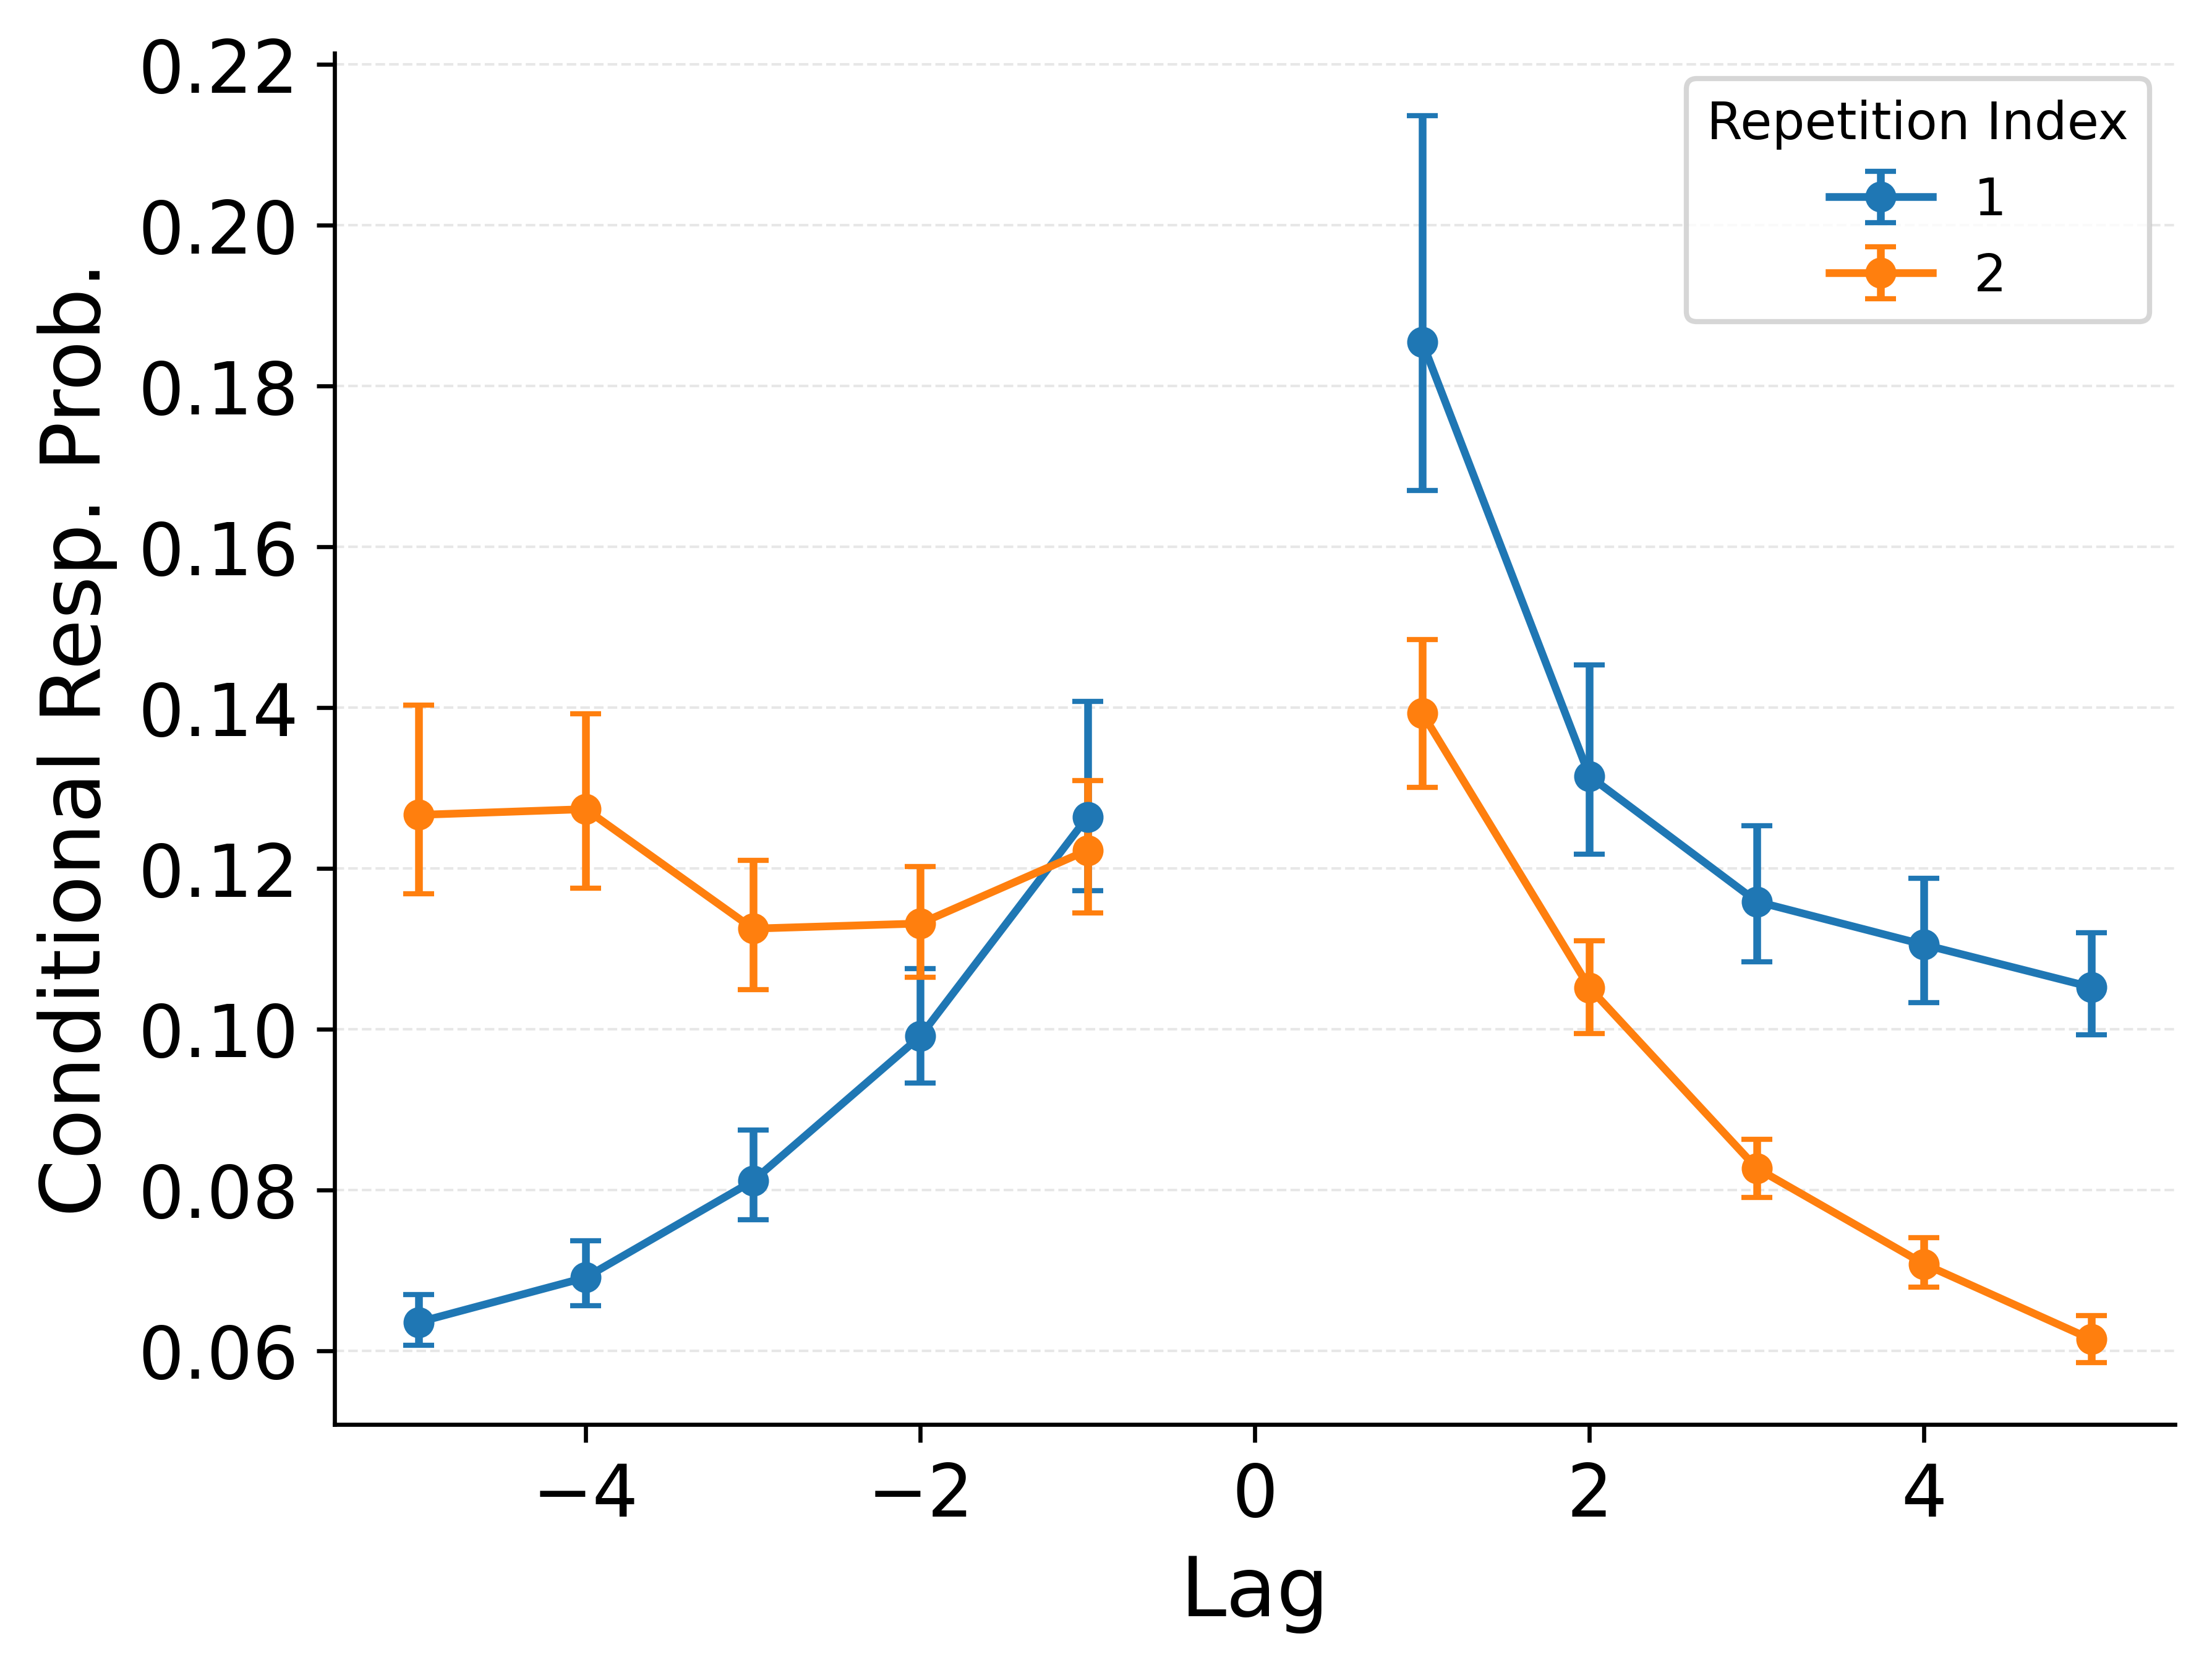 0.22
0.20
0.18
0.16
0.14
0.12
0.10
0.08
0.06
Conditional Resp. Prob.
Repetition Index
1
2
−4 −2 0 2 4
Lag